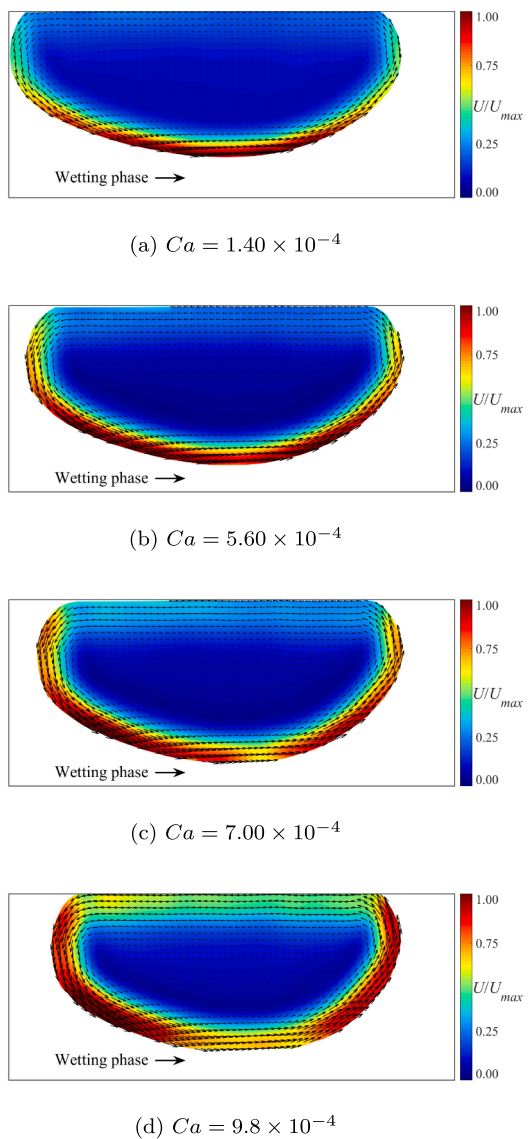 1.00
0.75
U/U_max
0.25
0.00
Wetting phase
(a) Ca = 1.40 × 10⁻⁴
1.00
0.75
U/U_max
0.25
0.00
Wetting phase
(b) Ca = 5.60 × 10⁻⁴
1.00
0.75
U/U_max
0.25
0.00
Wetting phase
(c) Ca = 7.00 × 10⁻⁴
1.00
0.75
U/U_max
0.25
0.00
Wetting phase
(d) Ca = 9.8 × 10⁻⁴